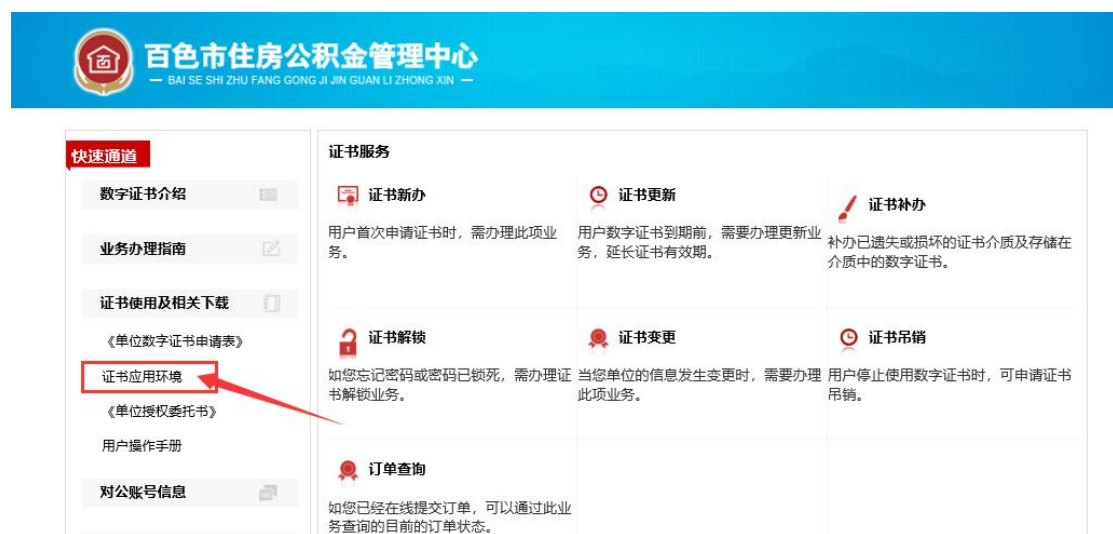 百色市住房公积金管理中心
BAI SE SHI ZHU FANG GONG JI JIN GUAN LI ZHONG XIN
快速通道
数字证书介绍
业务办理指南
证书使用及相关下载
《单位数字证书申请表》
证书应用环境
《单位授权委托书》
用户操作手册
对公账号信息
证书服务
证书新办
用户首次申请证书时，需办理此项业
务。
证书更新
用户数字证书到期前，需要办理更新业
务，延长证书有效期。
证书补办
补办已遗失或损坏的证书介质及存储在
介质中的数字证书。
证书解锁
如您忘记密码或密码已锁死，需办理证
书解锁业务。
证书变更
当您单位的信息发生变更时，需要办理
此项业务。
证书吊销
用户停止使用数字证书时，可申请证书
吊销。
订单查询
如您已经在线提交订单，可以通过此业
务查询的目前的订单状态。